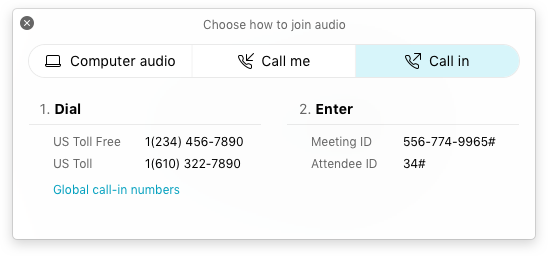 Choose how to join audio
Computer audio
Call me
Call in
1. Dial
US Toll Free 1(234) 456-7890
US Toll 1(610) 322-7890
Global call-in numbers
2. Enter
Meeting ID 556-774-9965#
Attendee ID 34#